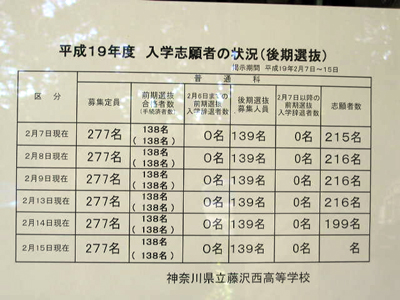 平成19年度 入学志願者の状況(後期選抜)
掲示期間 平成19年2月7日～15日
区分 普通科
募集定員 前期選抜合格者数(手続済者数) 2月6日までの前期選抜入学辞退者数 後期選抜募集人員 2月7日以降の前期選抜入学辞退者数 志願者数
2月7日現在 277名 138名(138名) 0名 139名 0名 215名
2月8日現在 277名 138名(138名) 0名 139名 0名 216名
2月9日現在 277名 138名(138名) 0名 139名 0名 216名
2月13日現在 277名 138名(138名) 0名 139名 0名 216名
2月14日現在 277名 138名(138名) 0名 139名 0名 199名
2月15日現在 277名 138名(138名) 0名 139名 0名 名
神奈川県立藤沢西高等学校